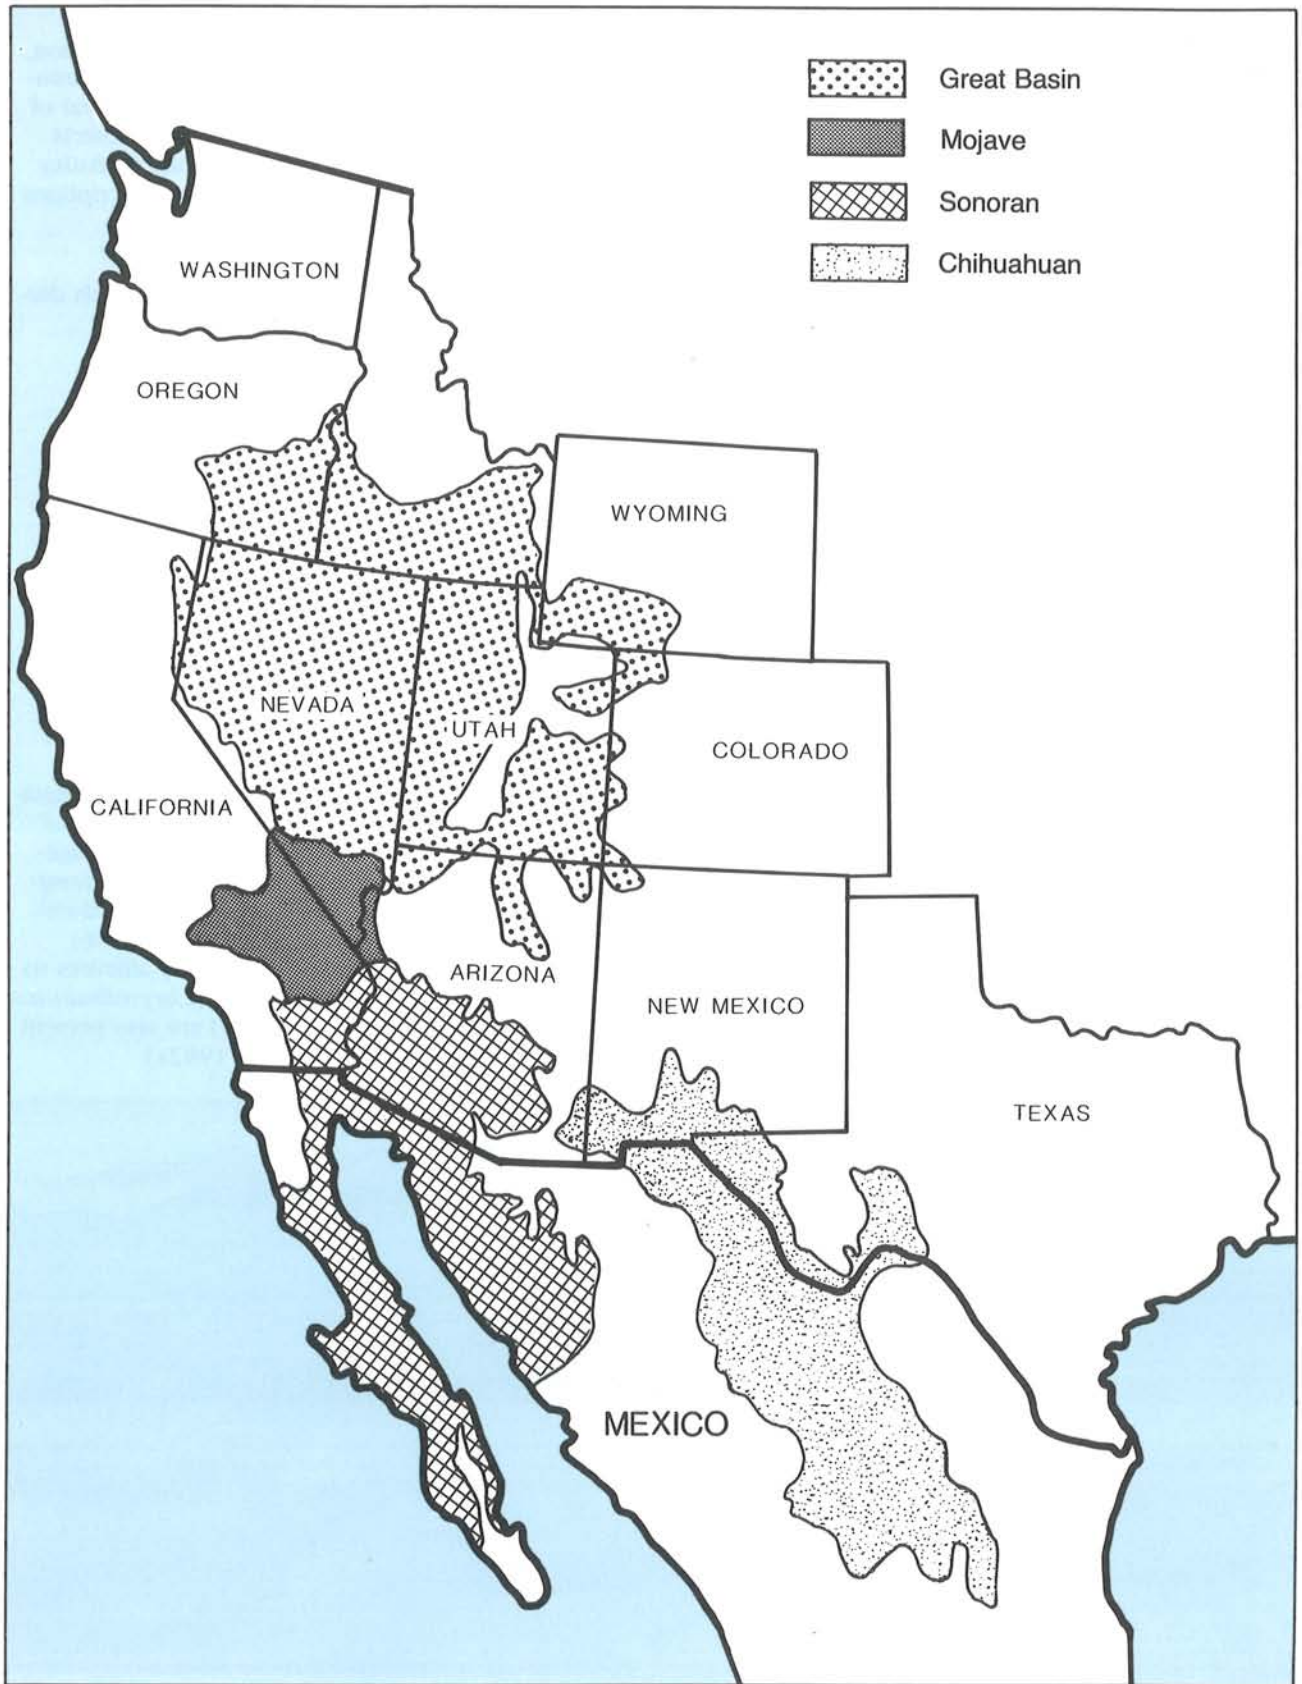 Great Basin
Mojave
Sonoran
Chihuahuan
WASHINGTON
OREGON
WYOMING
NEVADA
UTAH
COLORADO
CALIFORNIA
ARIZONA
NEW MEXICO
TEXAS
MEXICO